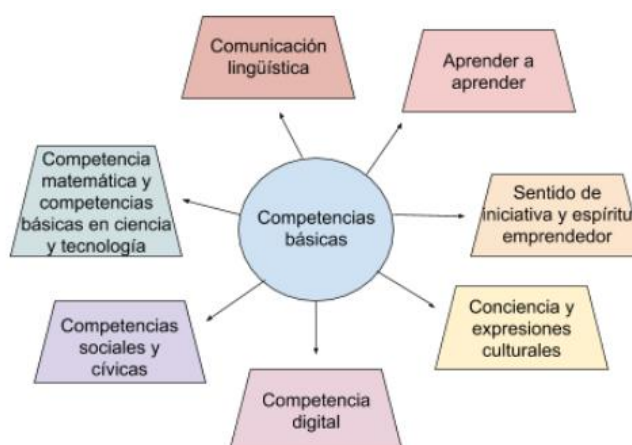 Comunicación
lingüística
Aprender a
aprender
Competencia
matemática y
competencias
básicas en ciencia
y tecnología
Competencias
básicas
Sentido de
iniciativa y espíritu
emprendedor
Competencias
sociales y
cívicas
Conciencia y
expresiones
culturales
Competencia
digital